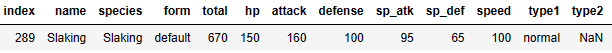 index name species form total hp attack defense sp_atk sp_def speed type1 type2
289 Slaking Slaking default 670 150 160 100 95 65 100 normal NaN